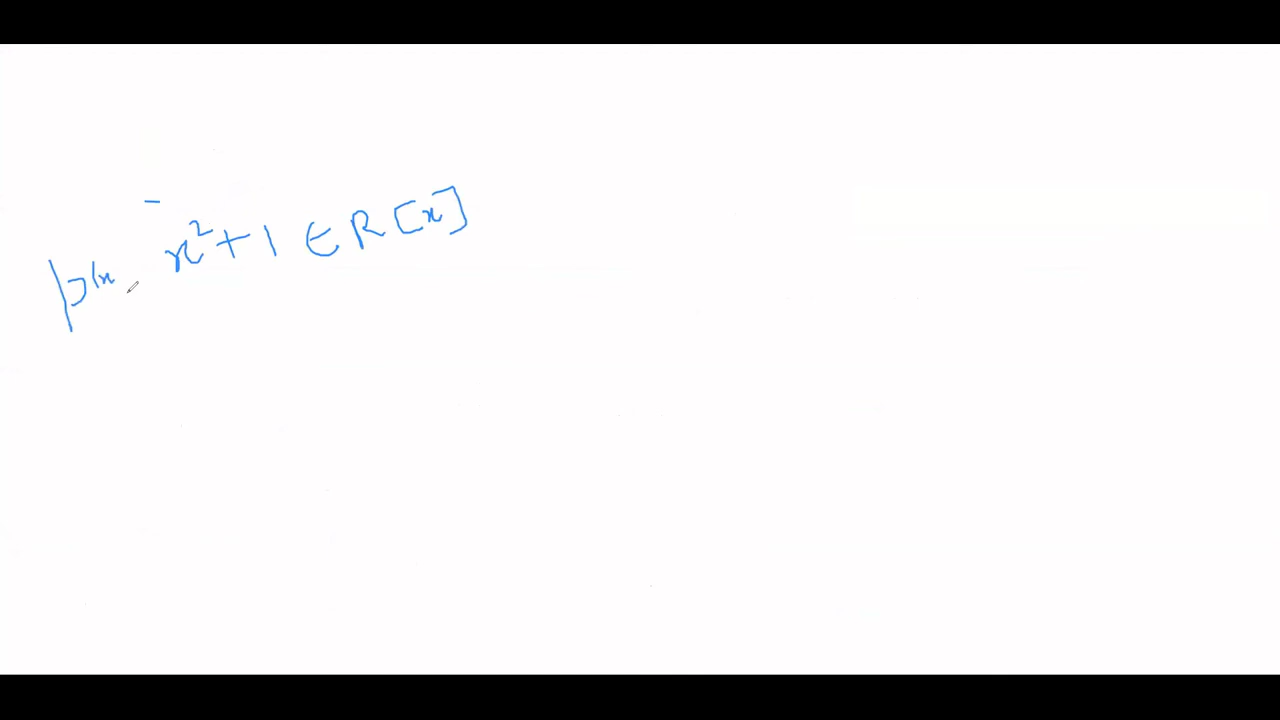 p(x x² + 1 ∈ R[x]